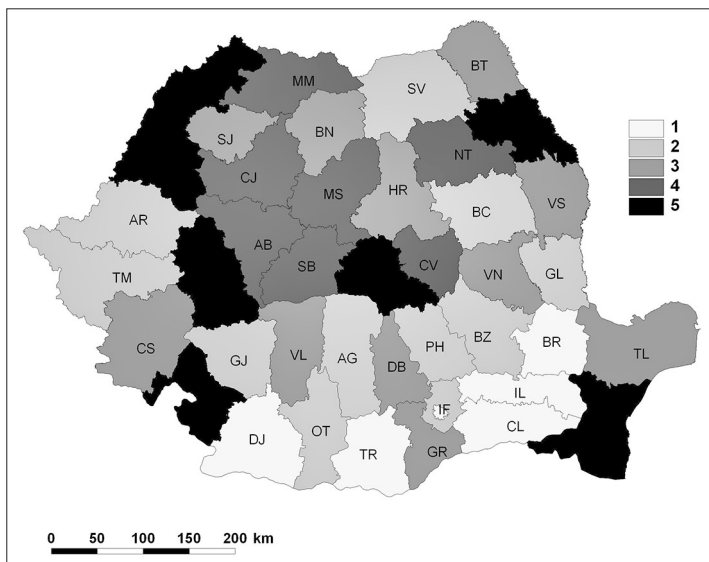 BT
MM
SV
1
2
SJ
BN
NT
3
CJ
4
MS
HR
5
BC
VS
AR
AB
SB
CV
VN
GL
TM
CS
GJ
VL
AG
DB
PH
BZ
BR
TL
IL
IF
CL
DJ
OT
TR
GR
0 50 100 150 200 km